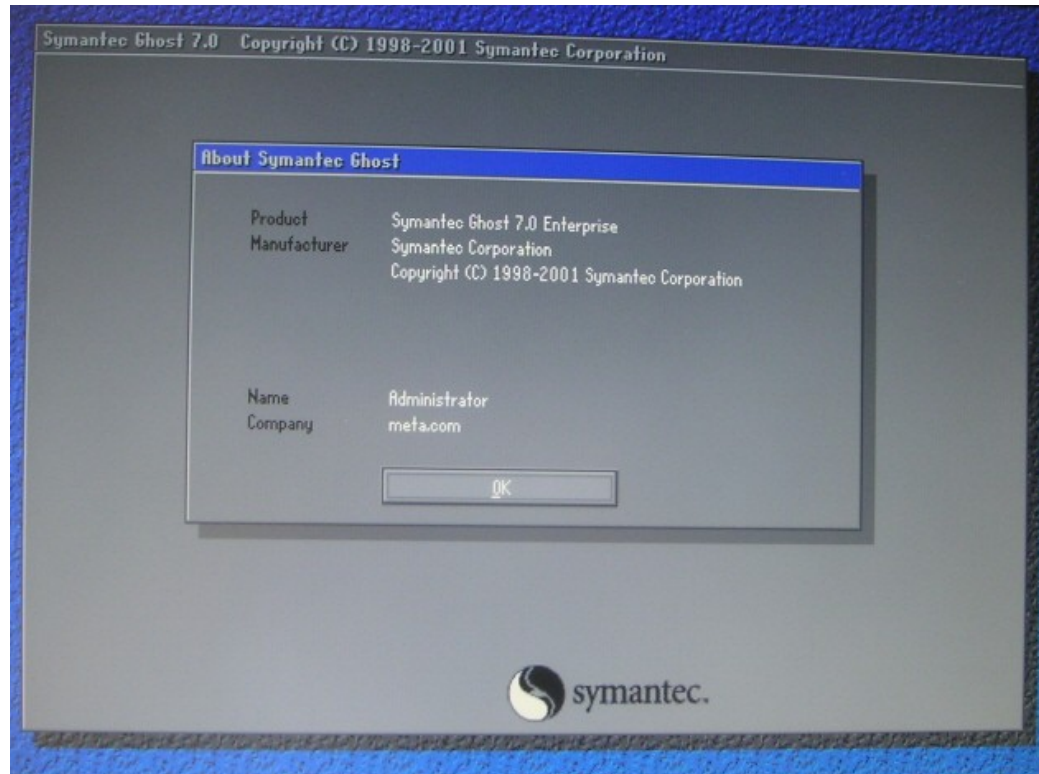 Symantec Ghost 7.0 Copyright (C) 1998-2001 Symantec Corporation
About Symantec Ghost
Product Symantec Ghost 7.0 Enterprise
Manufacturer Symantec Corporation
Copyright (C) 1998-2001 Symantec Corporation
Name Administrator
Company meta.com
OK
symantec.